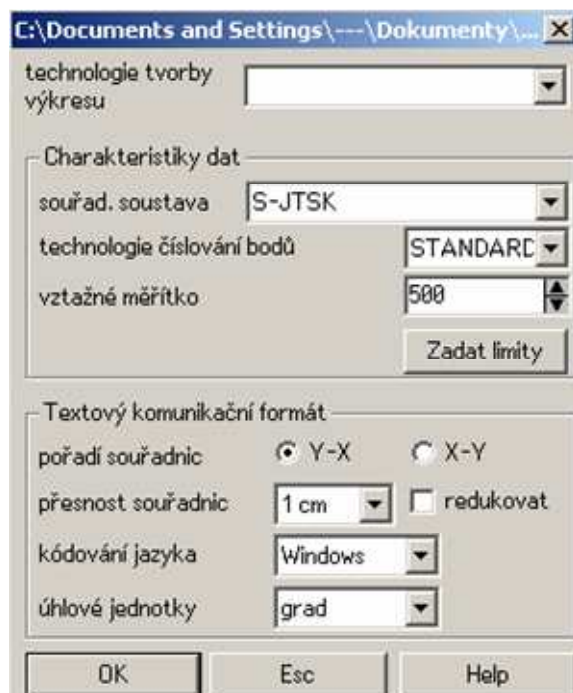 C:\Documents and Settings\---\Dokumenty\...
technologie tvorby
výkresu
Charakteristiky dat
souřad. soustava S-JTSK
technologie číslování bodů STANDARD
vztažné měřítko 500
Zadat limity
Textový komunikační formát
pořadí souřadnic Y-X X-Y
přesnost souřadnic 1 cm redukovat
kódování jazyka Windows
úhlové jednotky grad
OK Esc Help